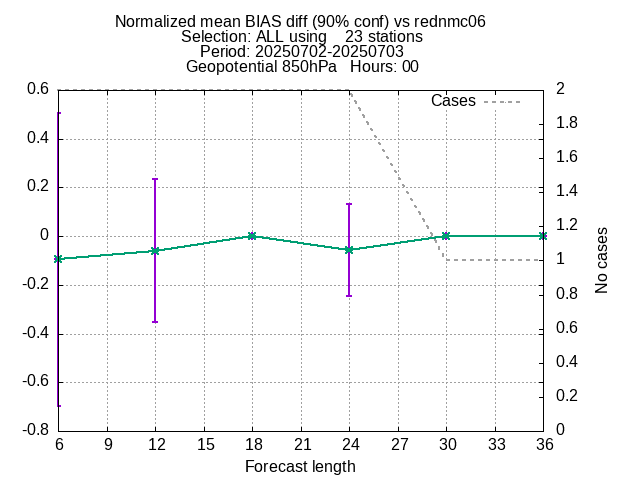 Normalized mean BIAS diff (90% conf) vs rednmc06
Selection: ALL using    23 stations
Period: 20250702-20250703
Geopotential 850hPa   Hours: 00
Cases
0.6
0.4
0.2
0
-0.2
-0.4
-0.6
-0.8
2
1.8
1.6
1.4
1.2
1
0.8
0.6
0.4
0.2
0
No cases
6 9 12 15 18 21 24 27 30 33 36
Forecast length